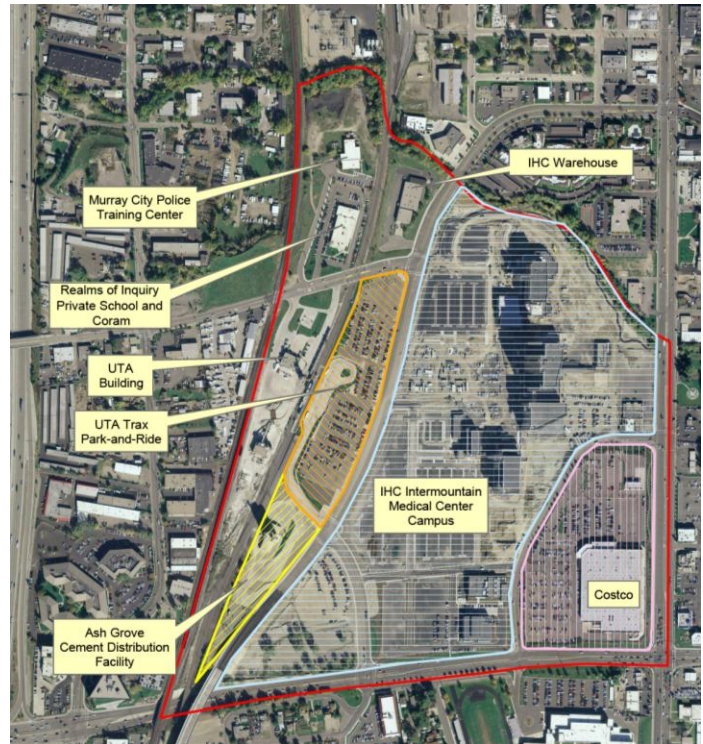 IHC Warehouse
Murray City Police
Training Center
Realms of Inquiry
Private School and
Coram
UTA
Building
UTA Trax
Park-and-Ride
IHC Intermountain
Medical Center
Campus
Costco
Ash Grove
Cement Distribution
Facility